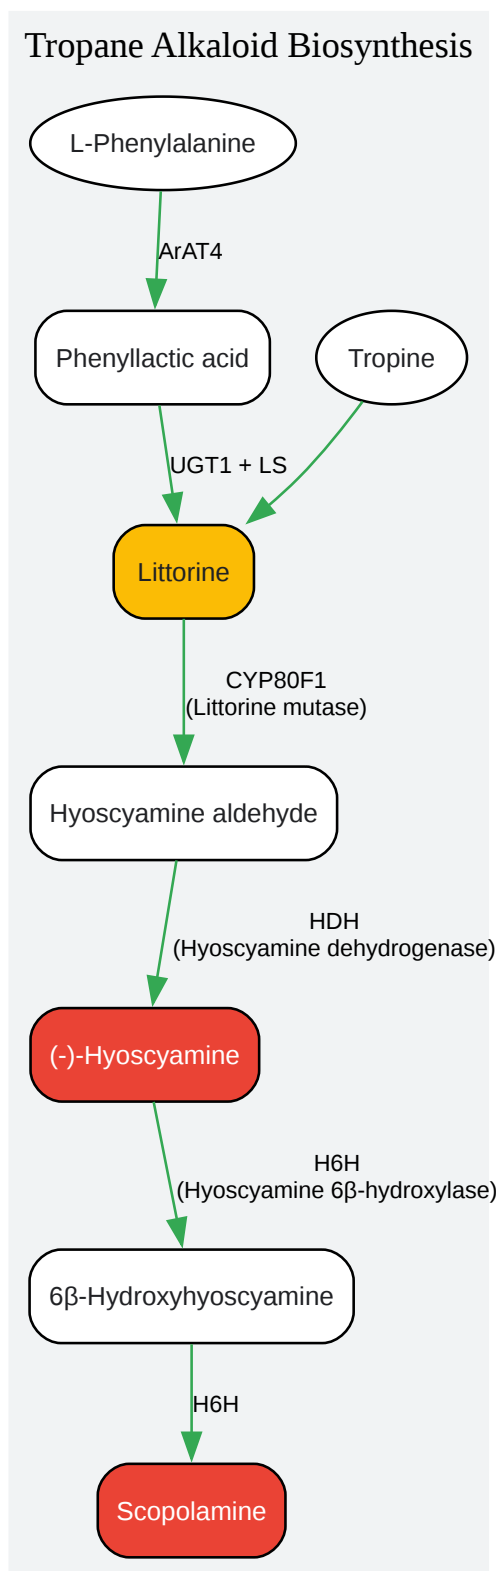 Tropane Alkaloid Biosynthesis
L-Phenylalanine
ArAT4
Phenyllactic acid
Tropine
UGT1 + LS
Littorine
CYP80F1
(Littorine mutase)
Hyoscyamine aldehyde
HDH
(Hyoscyamine dehydrogenase)
(-)-Hyoscyamine
H6H
(Hyoscyamine 6β-hydroxylase)
6β-Hydroxyhyoscyamine
H6H
Scopolamine